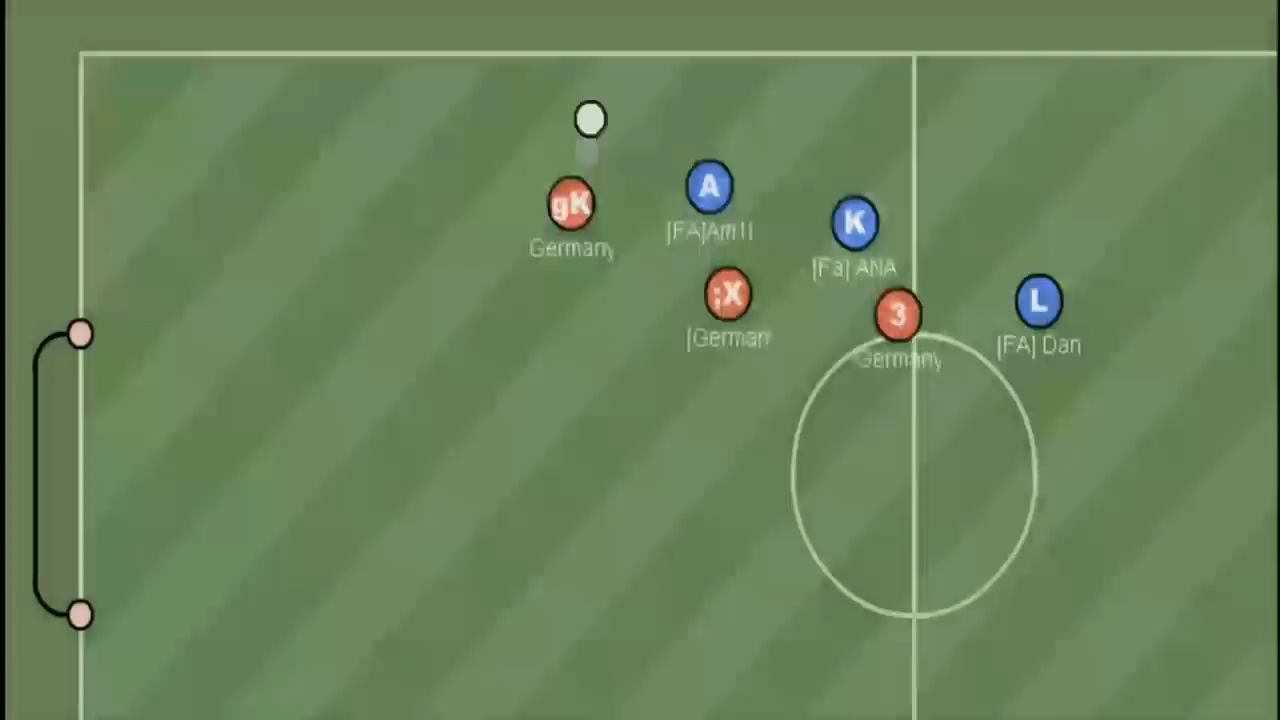 A
gK
[FA]Am!!
K
Germany
[Fa] ANA
;X
L
3
[German
[FA] Dan
Germany